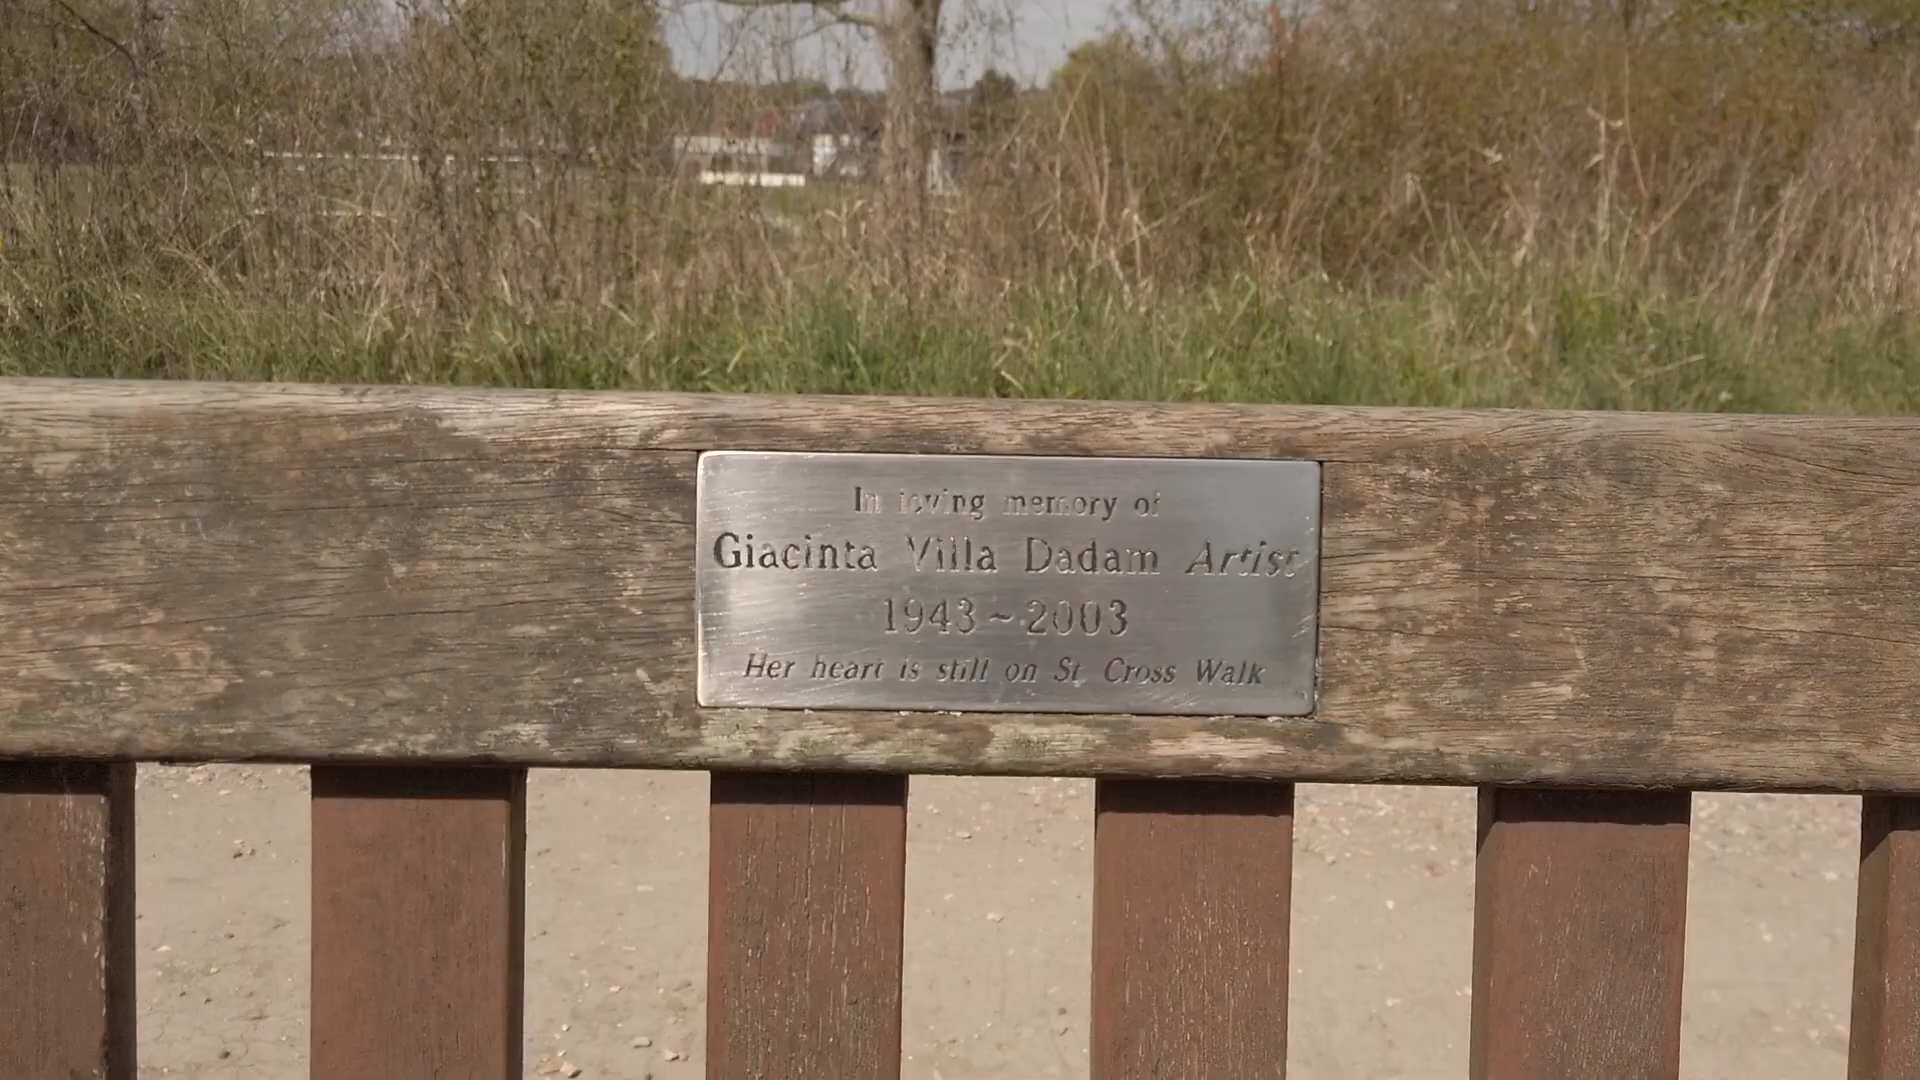 In loving memory of
Giacinta Villa Dadam Artist
1943 ~ 2003
Her heart is still on St Cross Walk